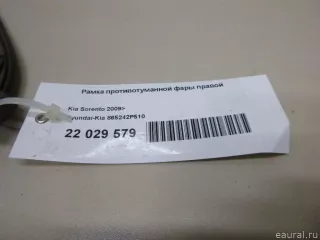 Рамка противотуманной фары правой
Kia Sorento 2009>
Hyundai-Kia 865242P510
22 029 579
eaural.ru